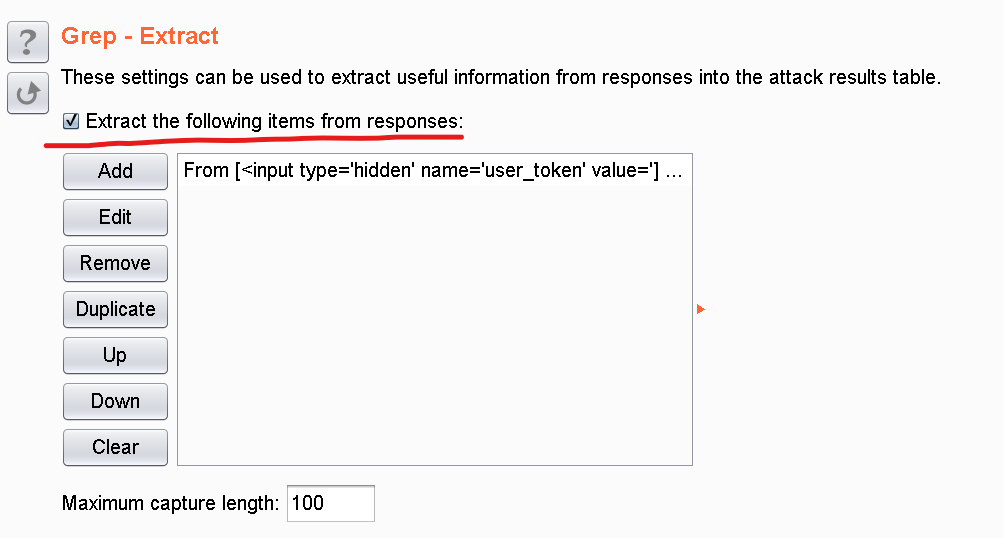 ?
Grep - Extract
These settings can be used to extract useful information from responses into the attack results table.
Extract the following items from responses:
Add
From [<input type='hidden' name='user_token' value='] ...
Edit
Remove
Duplicate
Up
Down
Clear
Maximum capture length: 100